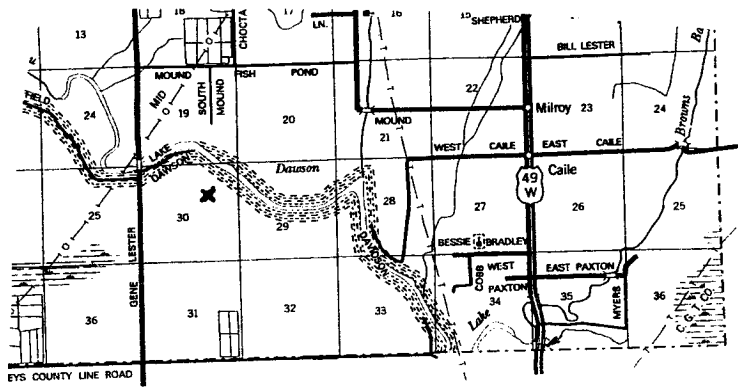 18
CHOCTA
17
LN.
16
15
SHEPHERD
13
BILL LESTER
MOUND FISH POND
FIELD
24
MID
19
SOUTH MOUND
20
MOUND
22
Milroy
23
24
Browns
Ba
21
WEST CAILE
EAST CAILE
LAKE DAWSON
Dawson
49 W
Caile
25
30
29
28
27
26
25
DAWSON
BESSIE BRADLEY
GENE LESTER
COBB
WEST PAXTON
EAST PAXTON
MYERS
36
31
32
33
34
Lake
35
36
C. G. T. CO.
EYS COUNTY LINE ROAD